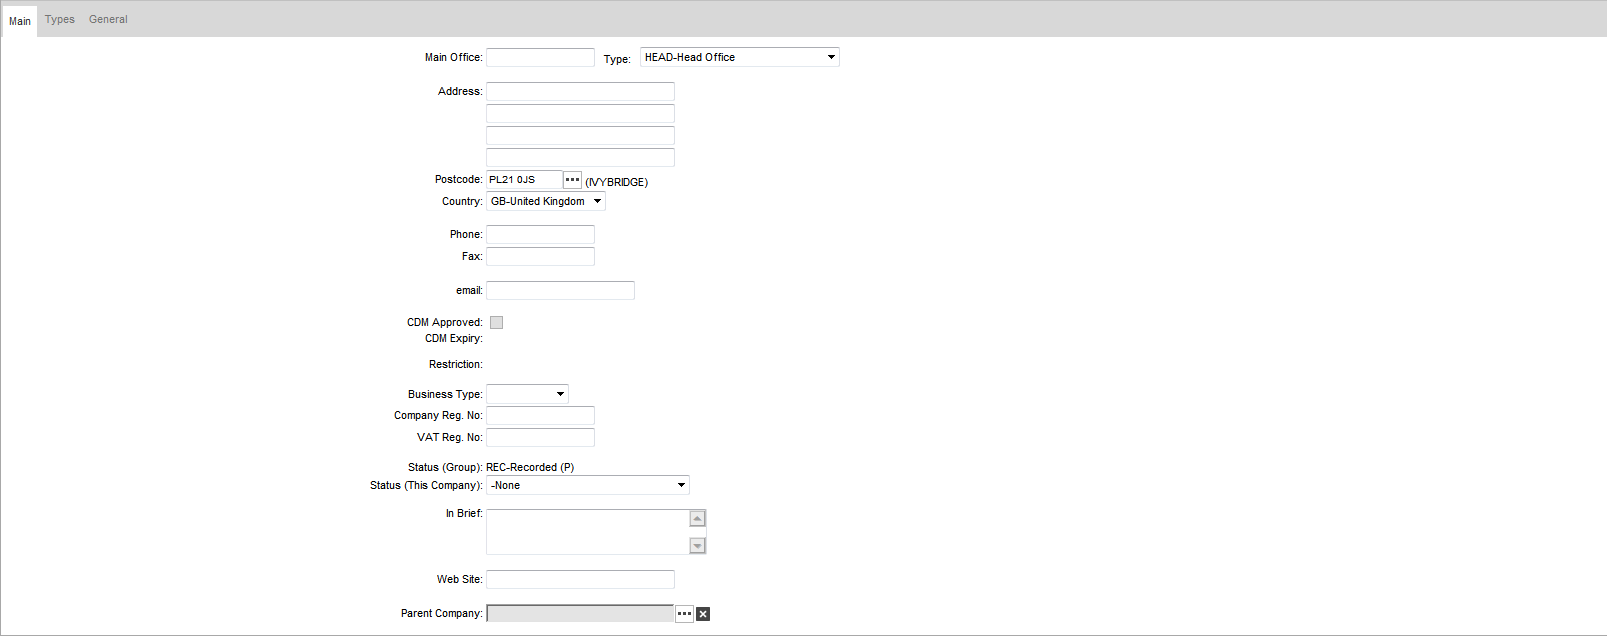 Main Types General
Main Office: Type: HEAD-Head Office
Address:
Postcode: PL21 0JS (IVYBRIDGE)
Country: GB-United Kingdom
Phone:
Fax:
email:
CDM Approved:
CDM Expiry:
Restriction:
Business Type:
Company Reg. No:
VAT Reg. No:
Status (Group): REC-Recorded (P)
Status (This Company): -None
In Brief:
Web Site:
Parent Company: